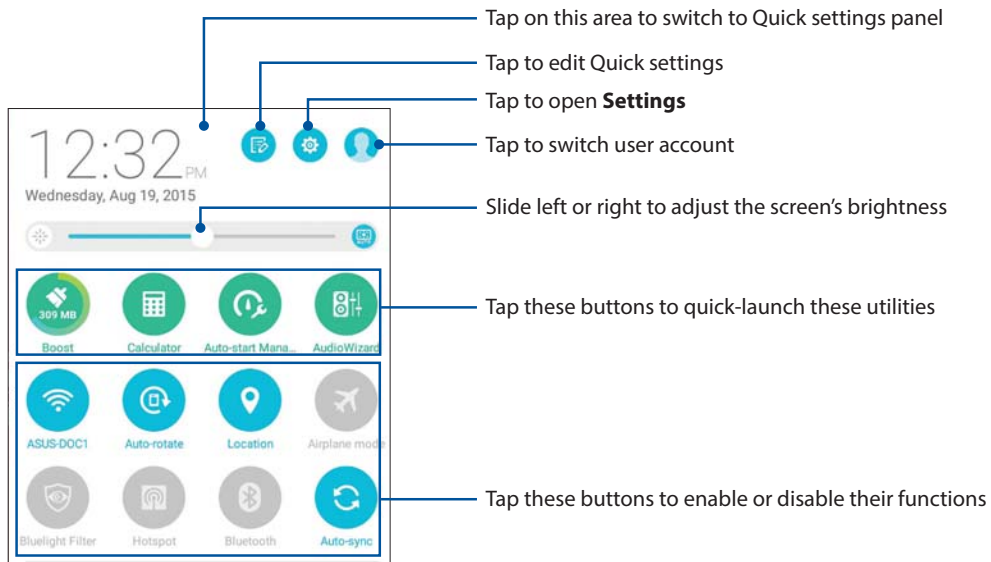 Tap on this area to switch to Quick settings panel
Tap to edit Quick settings
Tap to open Settings
Tap to switch user account
Slide left or right to adjust the screen's brightness
Tap these buttons to quick-launch these utilities
Tap these buttons to enable or disable their functions
12:32 PM
Wednesday, Aug 19, 2015
AUTO
309 MB
Boost Calculator Auto-start Mana... AudioWizard
ASUS-DOC1 Auto-rotate Location Airplane mode
Bluelight Filter Hotspot Bluetooth Auto-sync